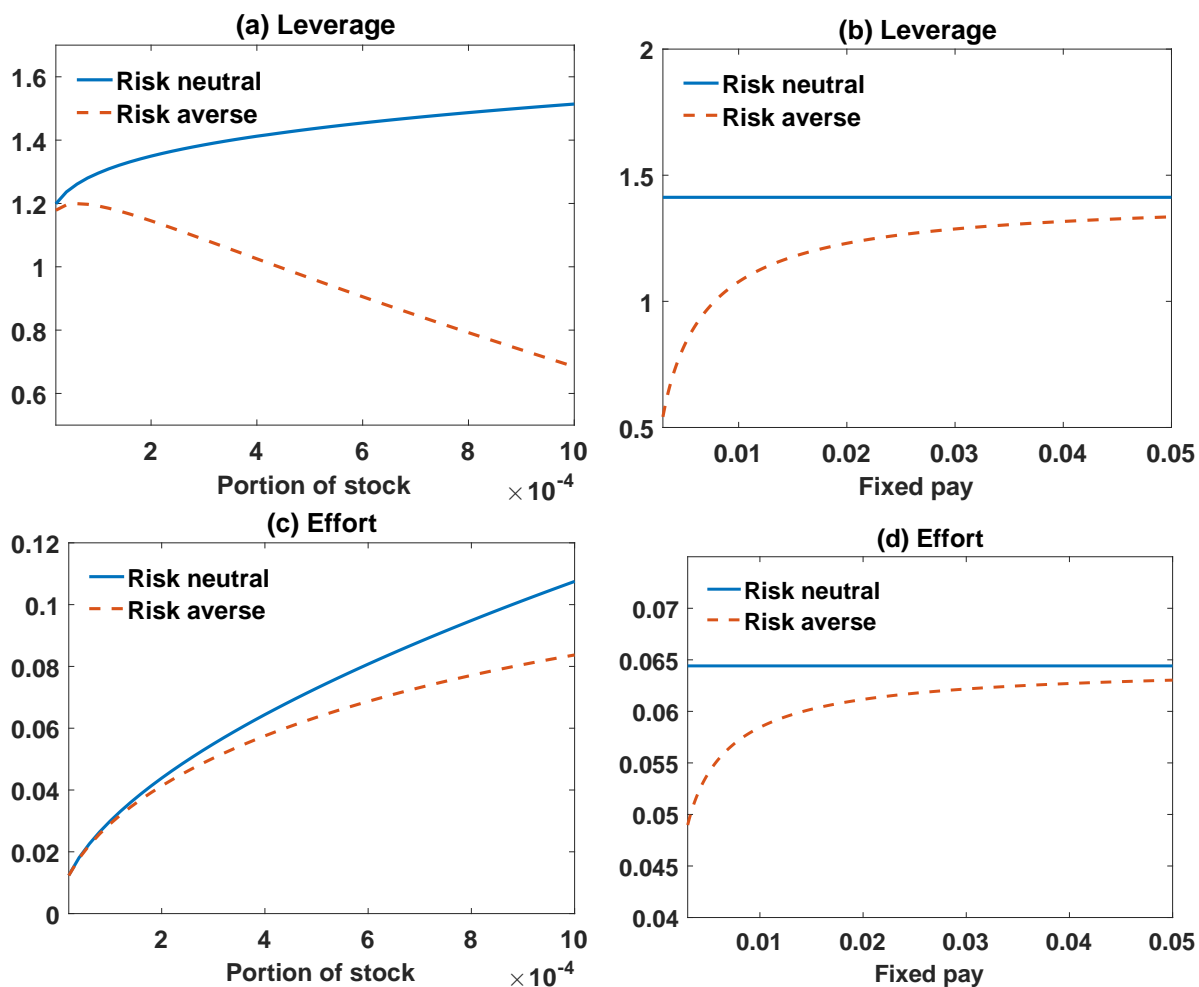 (a) Leverage
Risk neutral
Risk averse
1.6
1.4
1.2
1
0.8
0.6
2
4
6
8
10
Portion of stock
× 10-4
(b) Leverage
Risk neutral
Risk averse
2
1.5
1
0.5
0.01
0.02
0.03
0.04
0.05
Fixed pay
(c) Effort
Risk neutral
Risk averse
0.12
0.1
0.08
0.06
0.04
0.02
0
2
4
6
8
10
Portion of stock
× 10-4
(d) Effort
Risk neutral
Risk averse
0.07
0.065
0.06
0.055
0.05
0.045
0.04
0.01
0.02
0.03
0.04
0.05
Fixed pay